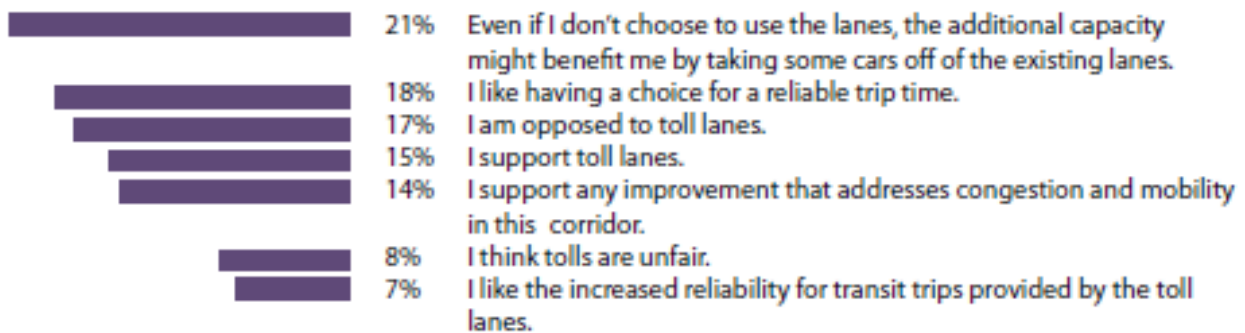 21% Even if I don't choose to use the lanes, the additional capacity
might benefit me by taking some cars off of the existing lanes.
18% I like having a choice for a reliable trip time.
17% I am opposed to toll lanes.
15% I support toll lanes.
14% I support any improvement that addresses congestion and mobility
in this corridor.
8% I think tolls are unfair.
7% I like the increased reliability for transit trips provided by the toll
lanes.